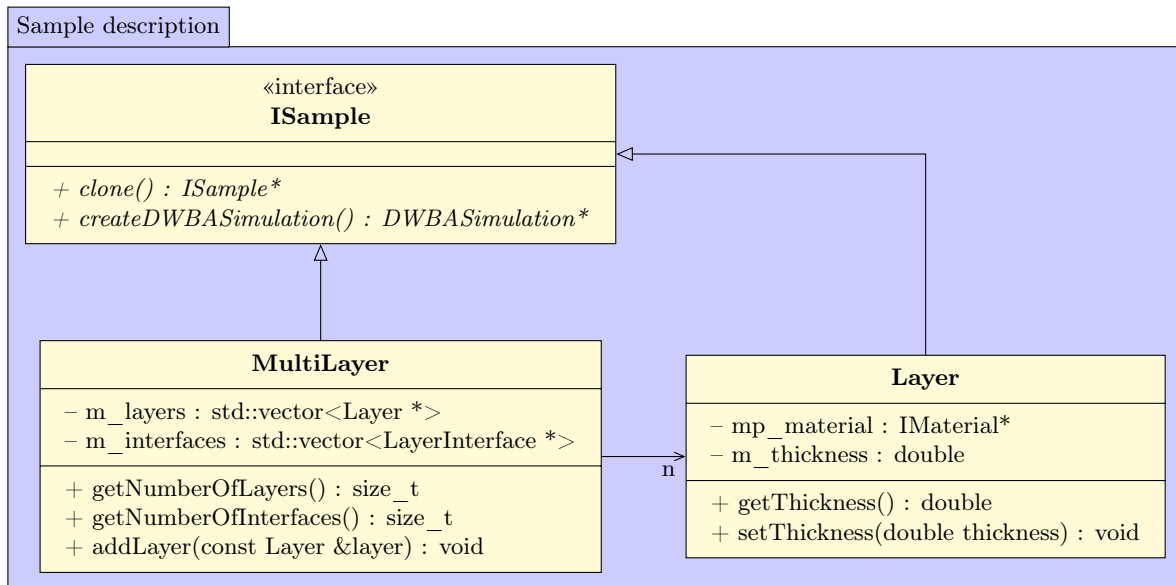 Sample description
«interface»
ISample
+ clone() : ISample*
+ createDWBASimulation() : DWBASimulation*
MultiLayer
– m_layers : std::vector<Layer *>
– m_interfaces : std::vector<LayerInterface *>
+ getNumberOfLayers() : size_t
+ getNumberOfInterfaces() : size_t
+ addLayer(const Layer &layer) : void
n
Layer
– mp_material : IMaterial*
– m_thickness : double
+ getThickness() : double
+ setThickness(double thickness) : void